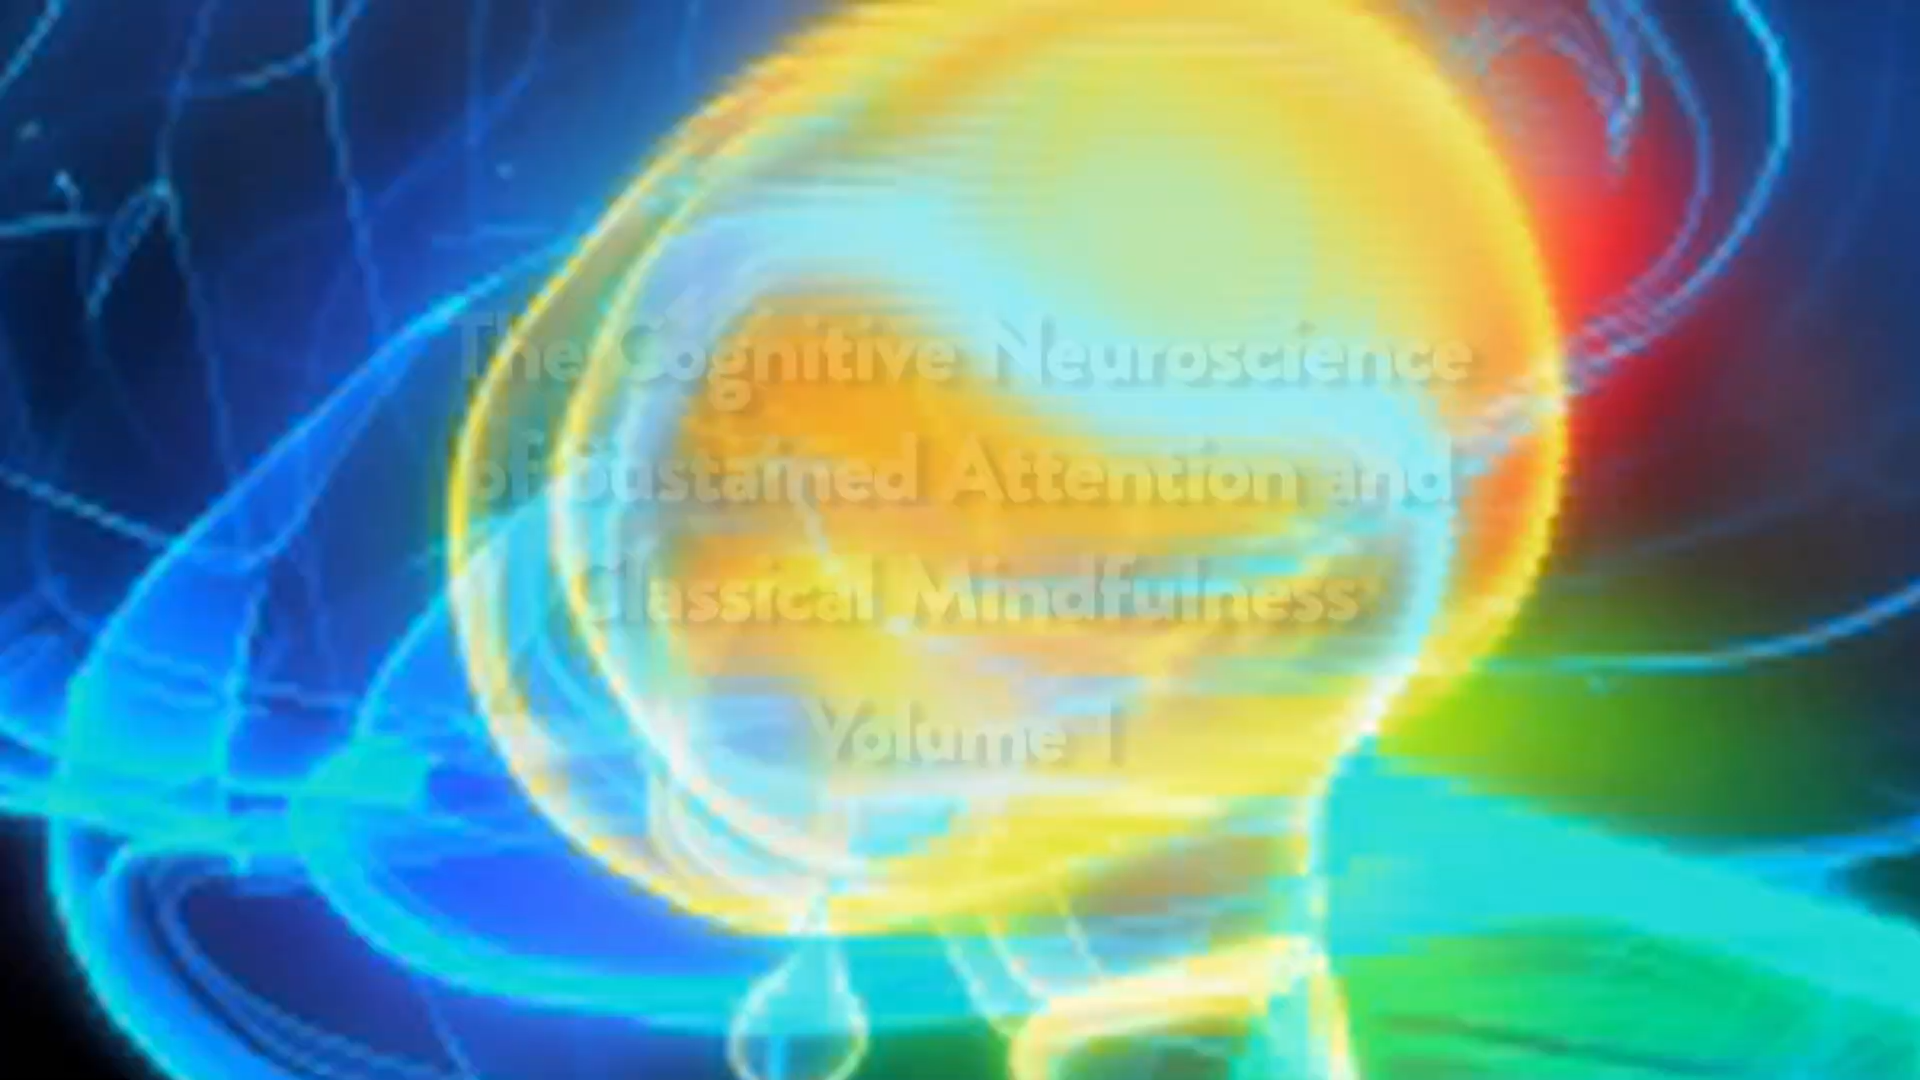 The Cognitive Neuroscience
of Sustained Attention and
Classical Mindfulness
Volume 1